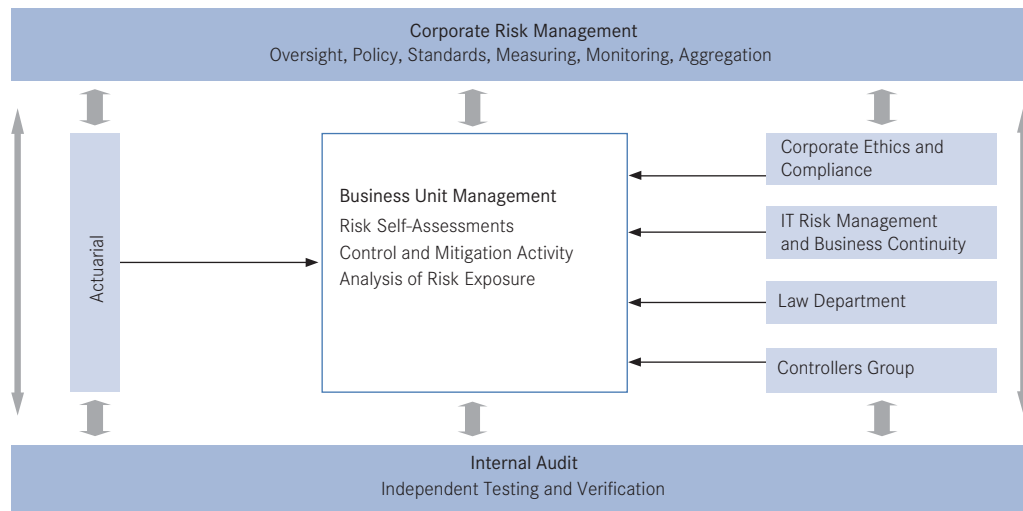 Corporate Risk Management
Oversight, Policy, Standards, Measuring, Monitoring, Aggregation
Actuarial
Business Unit Management
Risk Self-Assessments
Control and Mitigation Activity
Analysis of Risk Exposure
Corporate Ethics and
Compliance
IT Risk Management
and Business Continuity
Law Department
Controllers Group
Internal Audit
Independent Testing and Verification